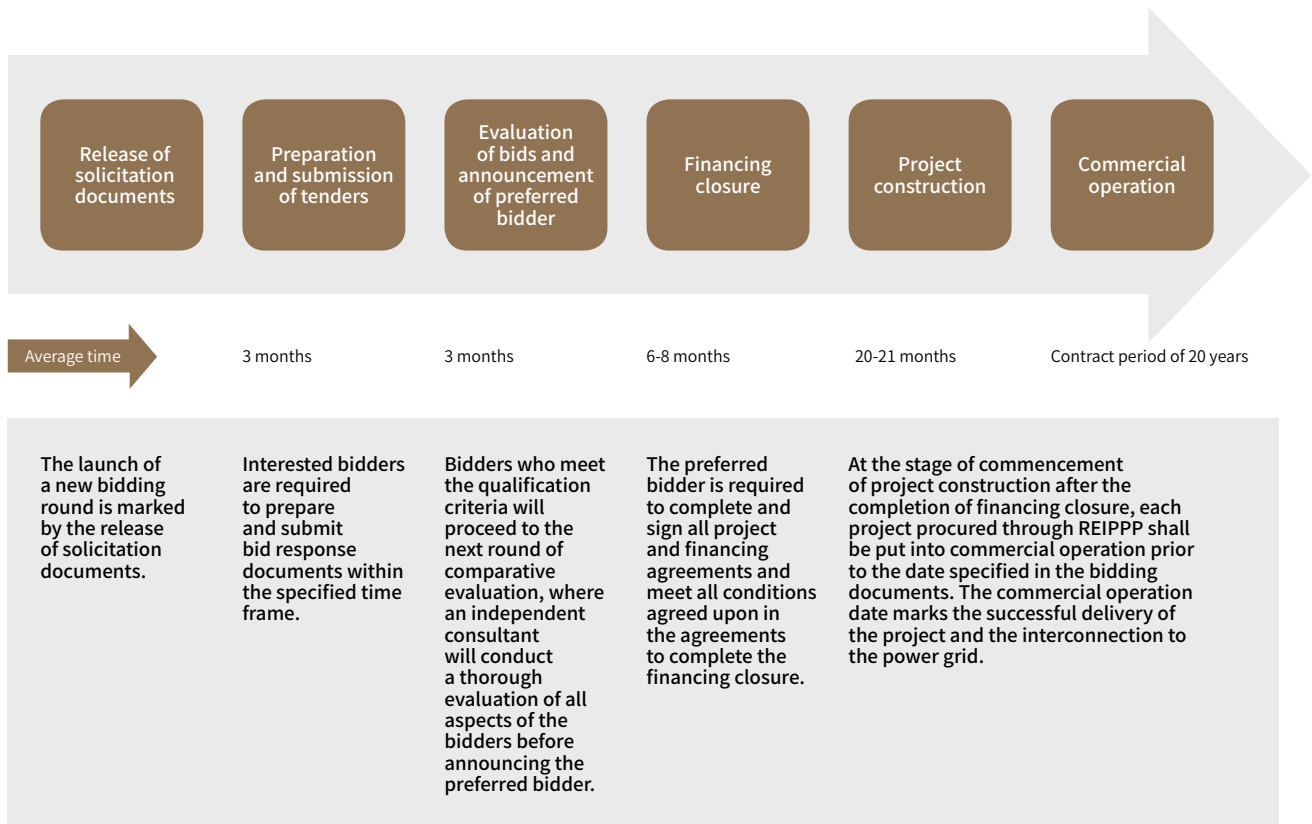 Release of
solicitation
documents
Preparation
and submission
of tenders
Evaluation
of bids and
announcement
of preferred
bidder
Financing
closure
Project
construction
Commercial
operation
Average time
3 months
3 months
6-8 months
20-21 months
Contract period of 20 years
The launch of
a new bidding
round is marked
by the release
of solicitation
documents.
Interested bidders
are required
to prepare
and submit
bid response
documents within
the specified time
frame.
Bidders who meet
the qualification
criteria will
proceed to the
next round of
comparative
evaluation, where
an independent
consultant
will conduct
a thorough
evaluation of all
aspects of the
bidders before
announcing the
preferred bidder.
The preferred
bidder is required
to complete and
sign all project
and financing
agreements and
meet all conditions
agreed upon in
the agreements
to complete the
financing closure.
At the stage of commencement
of project construction after the
completion of financing closure, each
project procured through REIPPP shall
be put into commercial operation prior
to the date specified in the bidding
documents. The commercial operation
date marks the successful delivery of
the project and the interconnection to
the power grid.